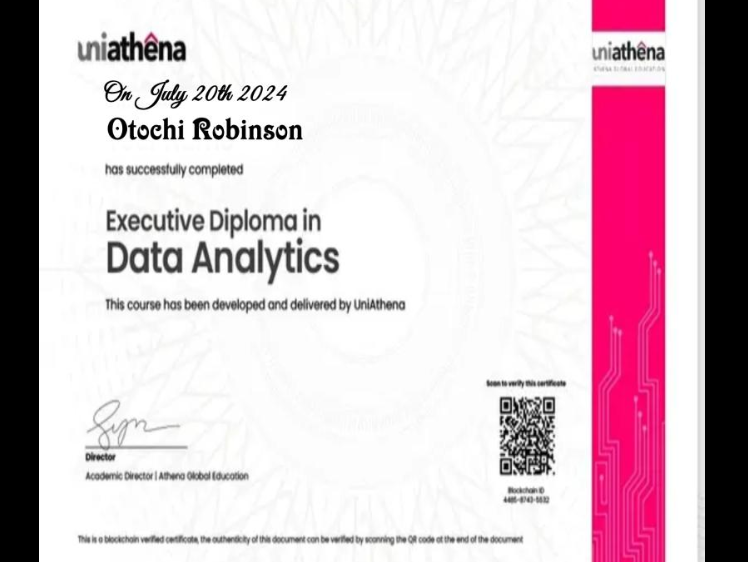 uniathêna
uniathêna
ATHENA GLOBAL EDUCATION
On July 20th 2024
Otochi Robinson
has successfully completed
Executive Diploma in
Data Analytics
This course has been developed and delivered by UniAthena
Scan to verify this certificate
Director
Academic Director | Athena Global Education
Blockchain ID
This is a blockchain verified certificate, the authenticity of this document can be verified by scanning the QR code at the end of the document